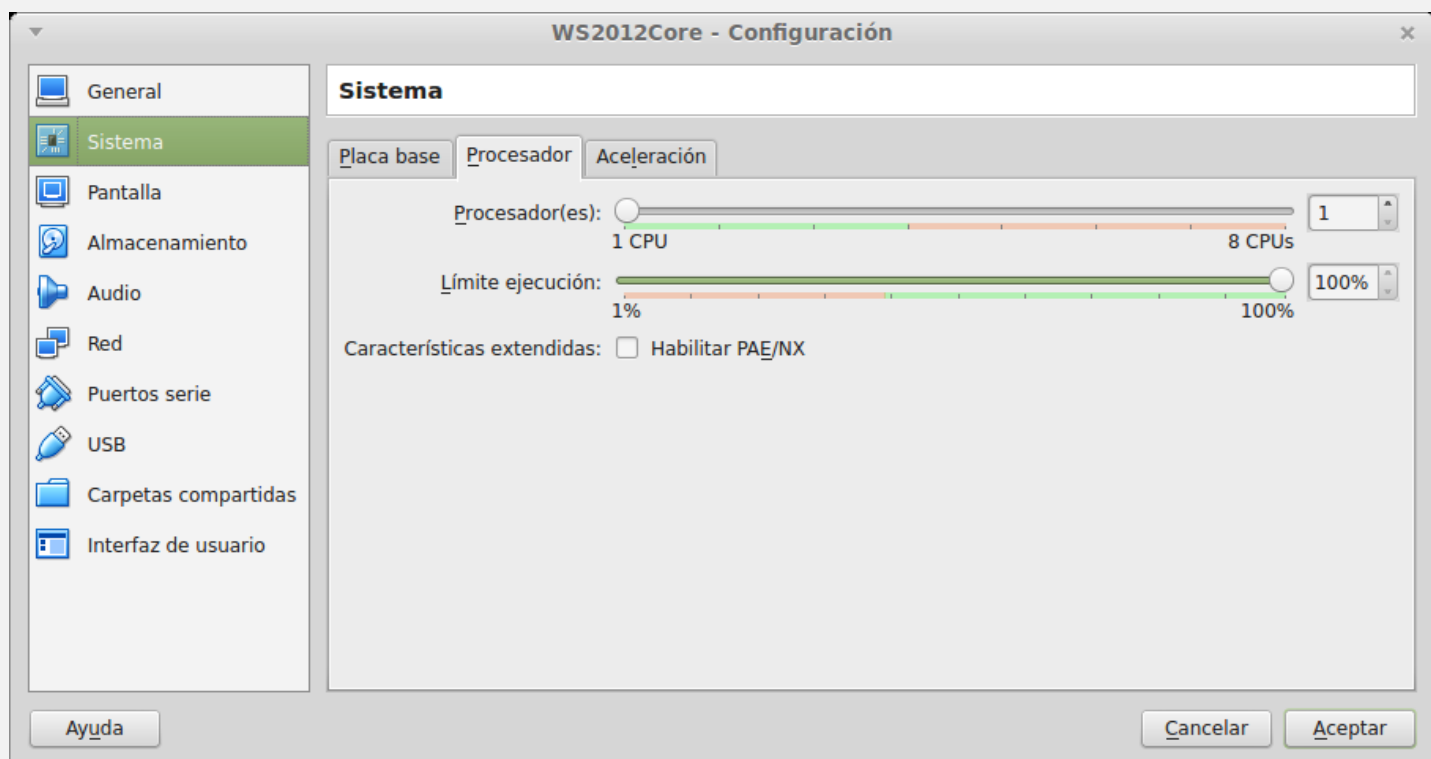 WS2012Core - Configuración
General
Sistema
Pantalla
Almacenamiento
Audio
Red
Puertos serie
USB
Carpetas compartidas
Interfaz de usuario
Sistema
Placa base Procesador Aceleración
Procesador(es): 1
1 CPU 8 CPUs
Límite ejecución: 100%
1% 100%
Características extendidas: Habilitar PAE/NX
Ayuda Cancelar Aceptar